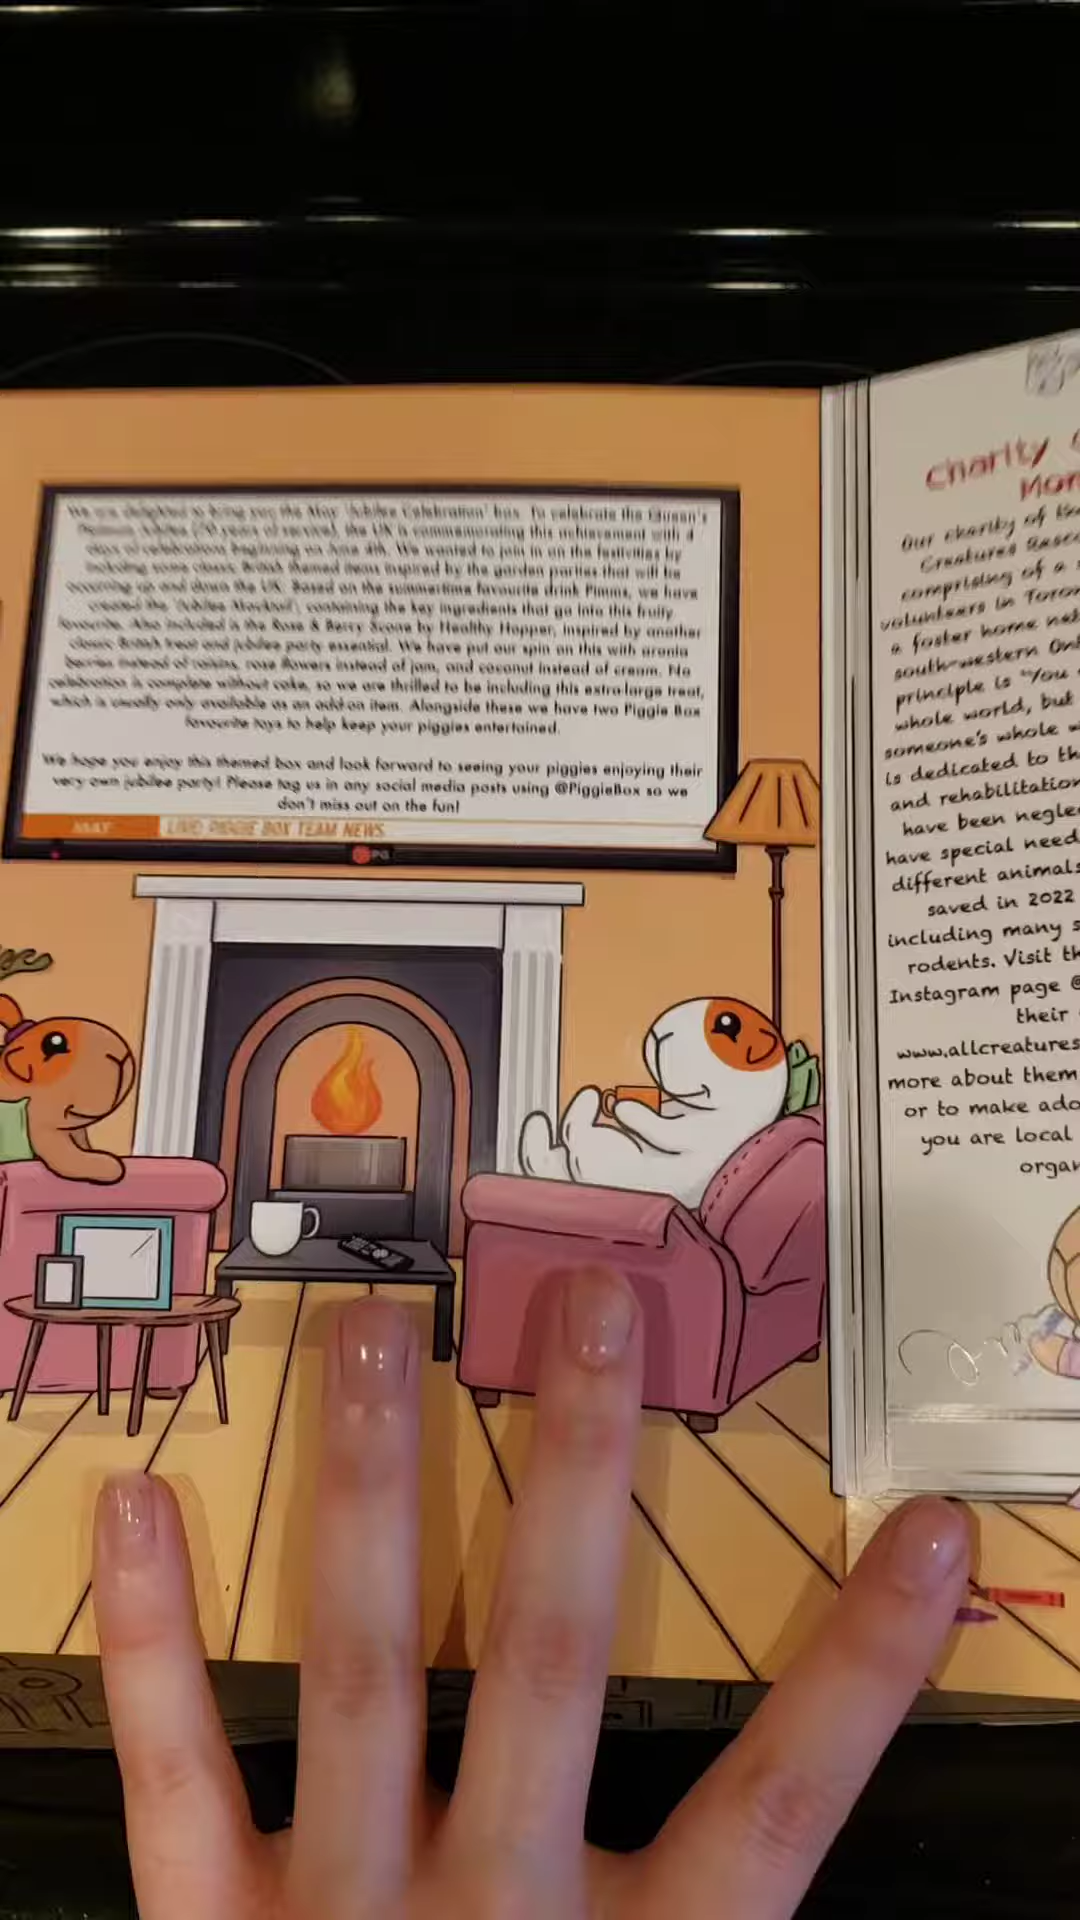 We are delighted to bring you the May 'Jubilee Celebration' box. To celebrate the Queen's
Platinum Jubilee (70 years of service), the UK is commemorating this achievement with 4
days of celebrations beginning on June 4th. We wanted to join in on the festivities by
including some classic British themed items inspired by the garden parties that will be
occurring up and down the UK. Based on the summertime favourite drink Pimms, we have
created the 'Jubilee Mocktail', containing the key ingredients that go into this fruity
favourite. Also included is the Rose & Berry Scone by Healthy Hopper, inspired by another
classic British treat and jubilee party essential. We have put our spin on this with aronia
berries instead of raisins, rose flowers instead of jam, and coconut instead of cream. No
celebration is complete without cake, so we are thrilled to be including this extra-large treat,
which is usually only available as an add-on item. Alongside these we have two Piggie Box
favourite toys to help keep your piggies entertained.
We hope you enjoy this themed box and look forward to seeing your piggies enjoying their
very own jubilee party! Please tag us in any social media posts using @PiggieBox so we
don't miss out on the fun!
MAY LIVE: PIGGIE BOX TEAM NEWS
PG
Charity
Mon
Our charity of
Creatures
comprising of a
volunteers in Toron
a foster home net
south-western Ont
principle is "You
whole world, but
someone's whole w
is dedicated to th
and rehabilitation
have been negle
have special need
different animals
saved in 2022
including many s
rodents. Visit th
Instagram page @
their
www.allcreatures
more about them
or to make ado
you are local
organ